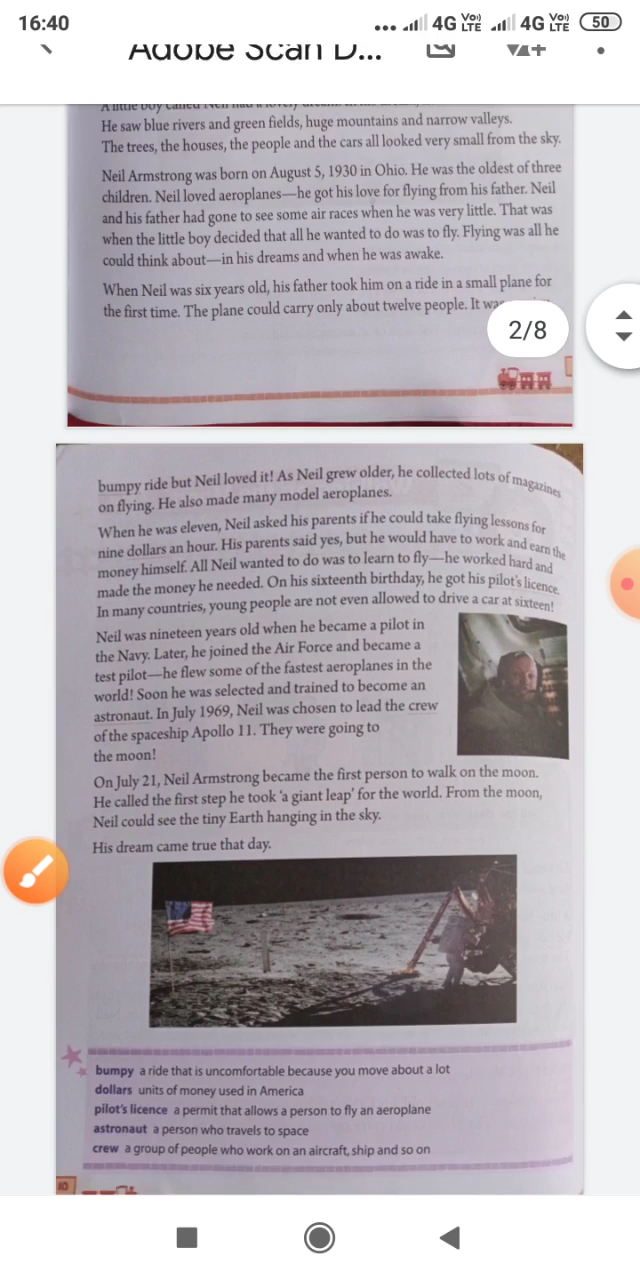 16:40
4G VoI) LTE 4G VoI) LTE 50
Adobe Scan D...
A little boy called Neil had a lovely dream.
He saw blue rivers and green fields, huge mountains and narrow valleys.
The trees, the houses, the people and the cars all looked very small from the sky.
Neil Armstrong was born on August 5, 1930 in Ohio. He was the oldest of three
children. Neil loved aeroplanes—he got his love for flying from his father. Neil
and his father had gone to see some air races when he was very little. That was
when the little boy decided that all he wanted to do was to fly. Flying was all he
could think about—in his dreams and when he was awake.
When Neil was six years old, his father took him on a ride in a small plane for
the first time. The plane could carry only about twelve people. It was
2/8
bumpy ride but Neil loved it! As Neil grew older, he collected lots of magazines
on flying. He also made many model aeroplanes.
When he was eleven, Neil asked his parents if he could take flying lessons for
nine dollars an hour. His parents said yes, but he would have to work and earn the
money himself. All Neil wanted to do was to learn to fly—he worked hard and
made the money he needed. On his sixteenth birthday, he got his pilot's licence.
In many countries, young people are not even allowed to drive a car at sixteen!
Neil was nineteen years old when he became a pilot in
the Navy. Later, he joined the Air Force and became a
test pilot—he flew some of the fastest aeroplanes in the
world! Soon he was selected and trained to become an
astronaut. In July 1969, Neil was chosen to lead the crew
of the spaceship Apollo 11. They were going to
the moon!
On July 21, Neil Armstrong became the first person to walk on the moon.
He called the first step he took 'a giant leap' for the world. From the moon,
Neil could see the tiny Earth hanging in the sky.
His dream came true that day.
bumpy a ride that is uncomfortable because you move about a lot
dollars units of money used in America
pilot's licence a permit that allows a person to fly an aeroplane
astronaut a person who travels to space
crew a group of people who work on an aircraft, ship and so on